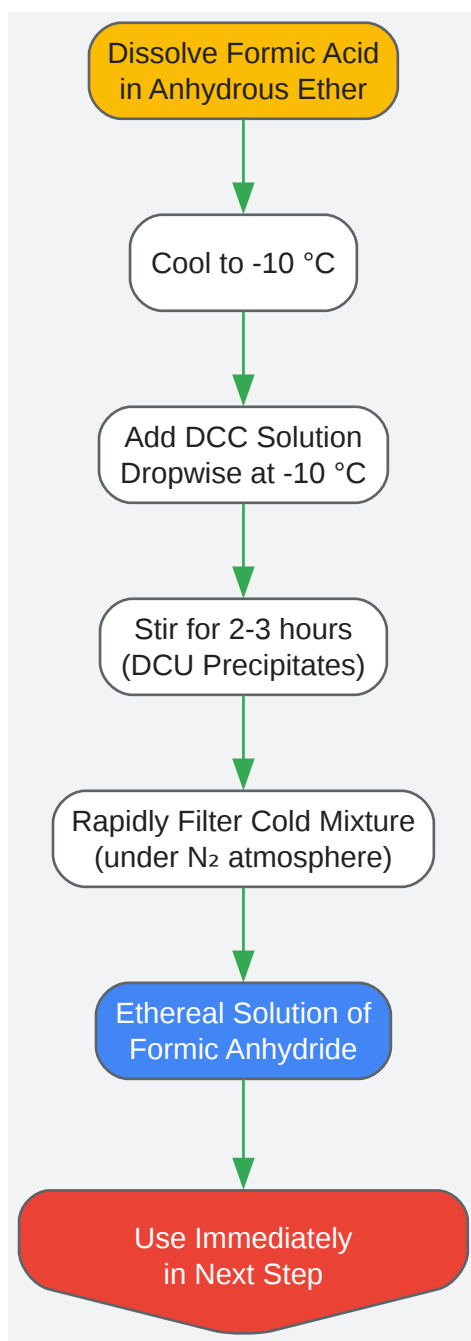 Dissolve Formic Acid
in Anhydrous Ether
Cool to -10 °C
Add DCC Solution
Dropwise at -10 °C
Stir for 2-3 hours
(DCU Precipitates)
Rapidly Filter Cold Mixture
(under N₂ atmosphere)
Ethereal Solution of
Formic Anhydride
Use Immediately
in Next Step